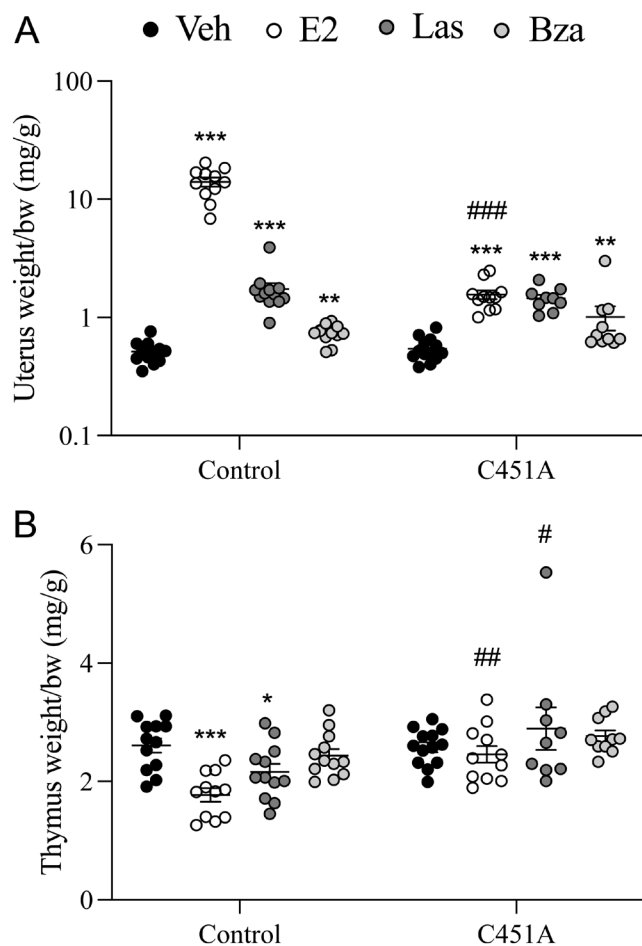 A
Veh E2 Las Bza
Uterus weight/bw (mg/g)
100
10
1
0.1
***
***
**
###
***
***
**
Control C451A
B
Thymus weight/bw (mg/g)
6
4
2
0
***
*
##
#
Control C451A